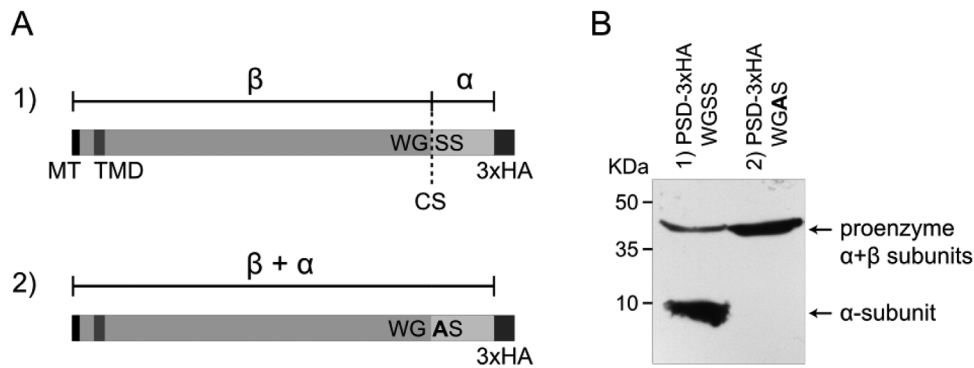 A
1)
β
α
WG SS
MT
TMD
3xHA
CS
2)
β + α
WG AS
3xHA
B
1) PSD-3xHA
WGSS
2) PSD-3xHA
WGAS
KDa
50
35
10
proenzyme
α+β subunits
α-subunit